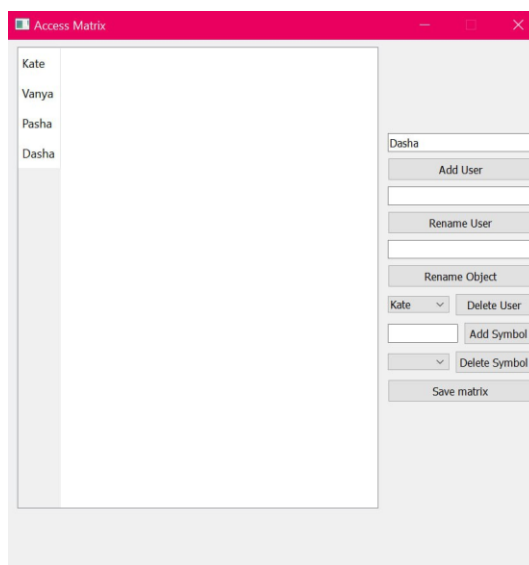 Access Matrix
Kate
Vanya
Pasha
Dasha
Dasha
Add User
Rename User
Rename Object
Kate Delete User
Add Symbol
Delete Symbol
Save matrix